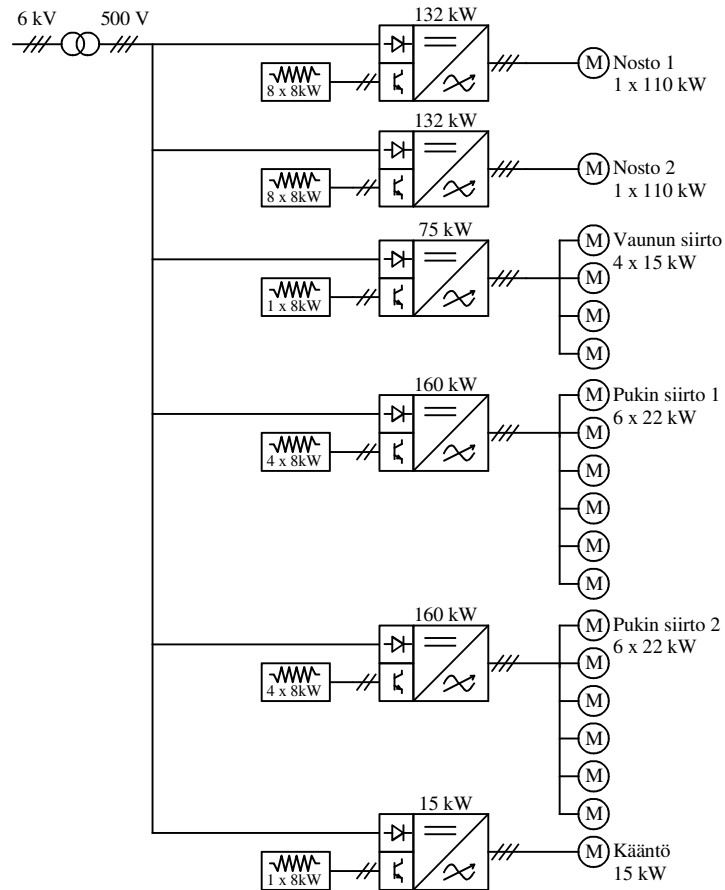 6 kV
500 V
132 kW
8 x 8kW
M
Nosto 1
1 x 110 kW
132 kW
8 x 8kW
M
Nosto 2
1 x 110 kW
75 kW
1 x 8kW
M
Vaunun siirto
4 x 15 kW
M
M
M
160 kW
4 x 8kW
M
Pukin siirto 1
6 x 22 kW
M
M
M
M
M
160 kW
4 x 8kW
M
Pukin siirto 2
6 x 22 kW
M
M
M
M
M
15 kW
1 x 8kW
M
Kääntö
15 kW